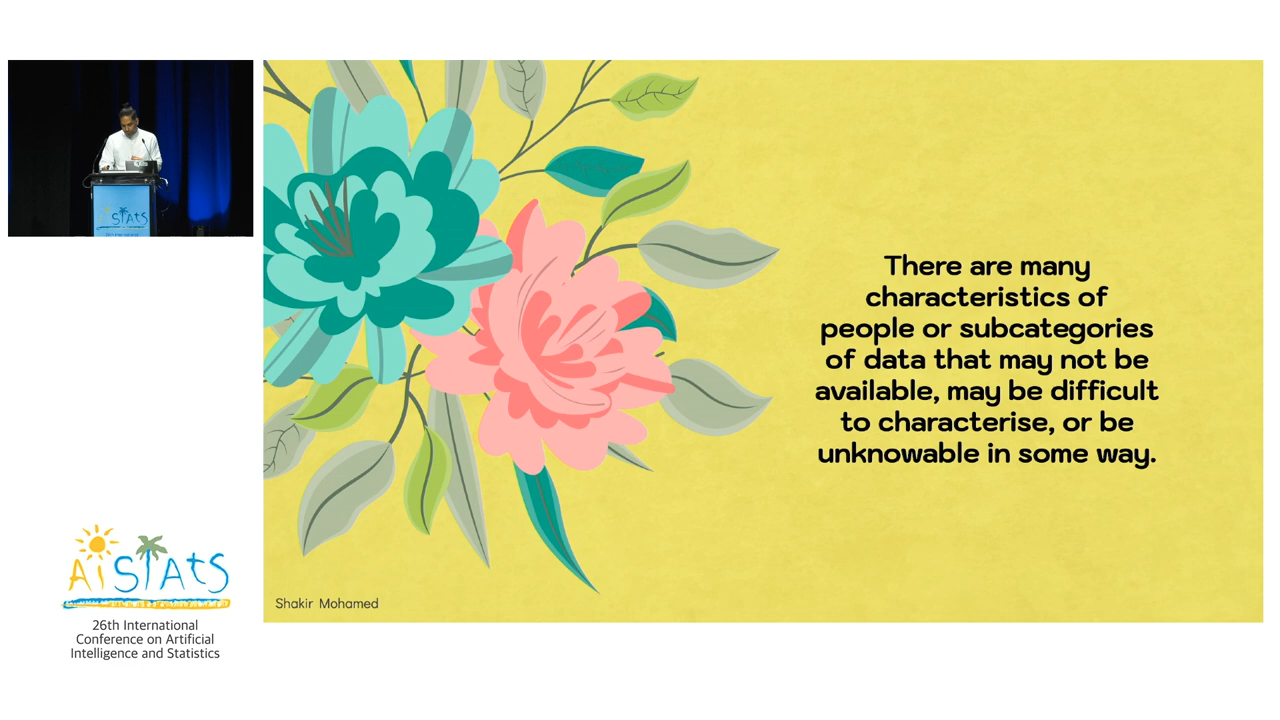 There are many
characteristics of
people or subcategories
of data that may not be
available, may be difficult
to characterise, or be
unknowable in some way.
Shakir Mohamed
AiSTATS
AiStAtS
26th International
Conference on Artificial
Intelligence and Statistics